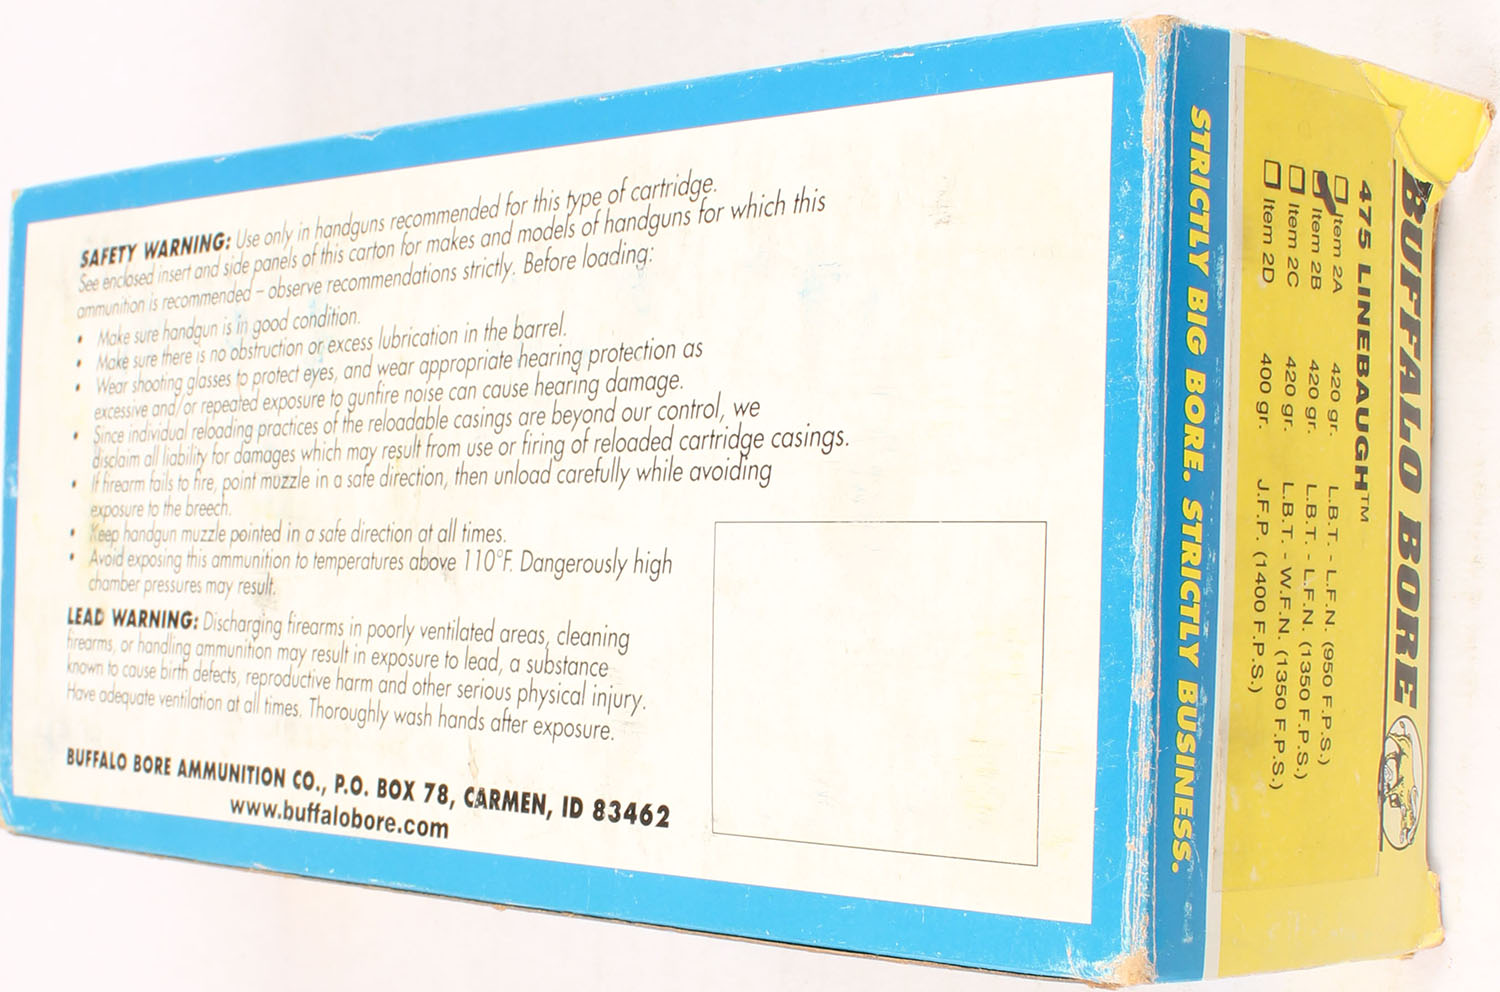 SAFETY WARNING: Use only in handguns recommended for this type of cartridge.
See enclosed insert and side panels of this carton for makes and models of handguns for which this
ammunition is recommended – observe recommendations strictly. Before loading:
• Make sure handgun is in good condition.
• Make sure there is no obstruction or excess lubrication in the barrel.
• Wear shooting glasses to protect eyes, and wear appropriate hearing protection as
excessive and/or repeated exposure to gunfire noise can cause hearing damage.
• Since individual reloading practices of the reloadable casings are beyond our control, we
disclaim all liability for damages which may result from use or firing of reloaded cartridge casings.
• If firearm fails to fire, point muzzle in a safe direction, then unload carefully while avoiding
exposure to the breech.
• Keep handgun muzzle pointed in a safe direction at all times.
• Avoid exposing this ammunition to temperatures above 110°F. Dangerously high
chamber pressures may result.
LEAD WARNING: Discharging firearms in poorly ventilated areas, cleaning
firearms, or handling ammunition may result in exposure to lead, a substance
known to cause birth defects, reproductive harm and other serious physical injury.
Have adequate ventilation at all times. Thoroughly wash hands after exposure.
BUFFALO BORE AMMUNITION CO., P.O. BOX 78, CARMEN, ID 83462
www.buffalobore.com
STRICTLY BIG BORE. STRICTLY BUSINESS.
BUFFALO BORE
475 LINEBAUGH™
Item 2A 420 gr. L.B.T. - L.F.N. (950 F.P.S.)
Item 2B 420 gr. L.B.T. - L.F.N. (1350 F.P.S.)
Item 2C 420 gr. L.B.T. - W.F.N. (1350 F.P.S.)
Item 2D 400 gr. J.F.P. (1400 F.P.S.)